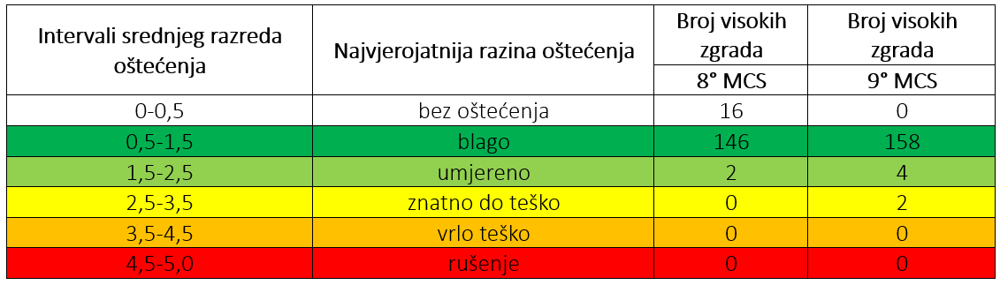 Intervali srednjeg razreda oštećenja | Najvjerojatnija razina oštećenja | Broj visokih zgrada | Broj visokih zgrada
8° MCS | 9° MCS
0-0,5 | bez oštećenja | 16 | 0
0,5-1,5 | blago | 146 | 158
1,5-2,5 | umjereno | 2 | 4
2,5-3,5 | znatno do teško | 0 | 2
3,5-4,5 | vrlo teško | 0 | 0
4,5-5,0 | rušenje | 0 | 0